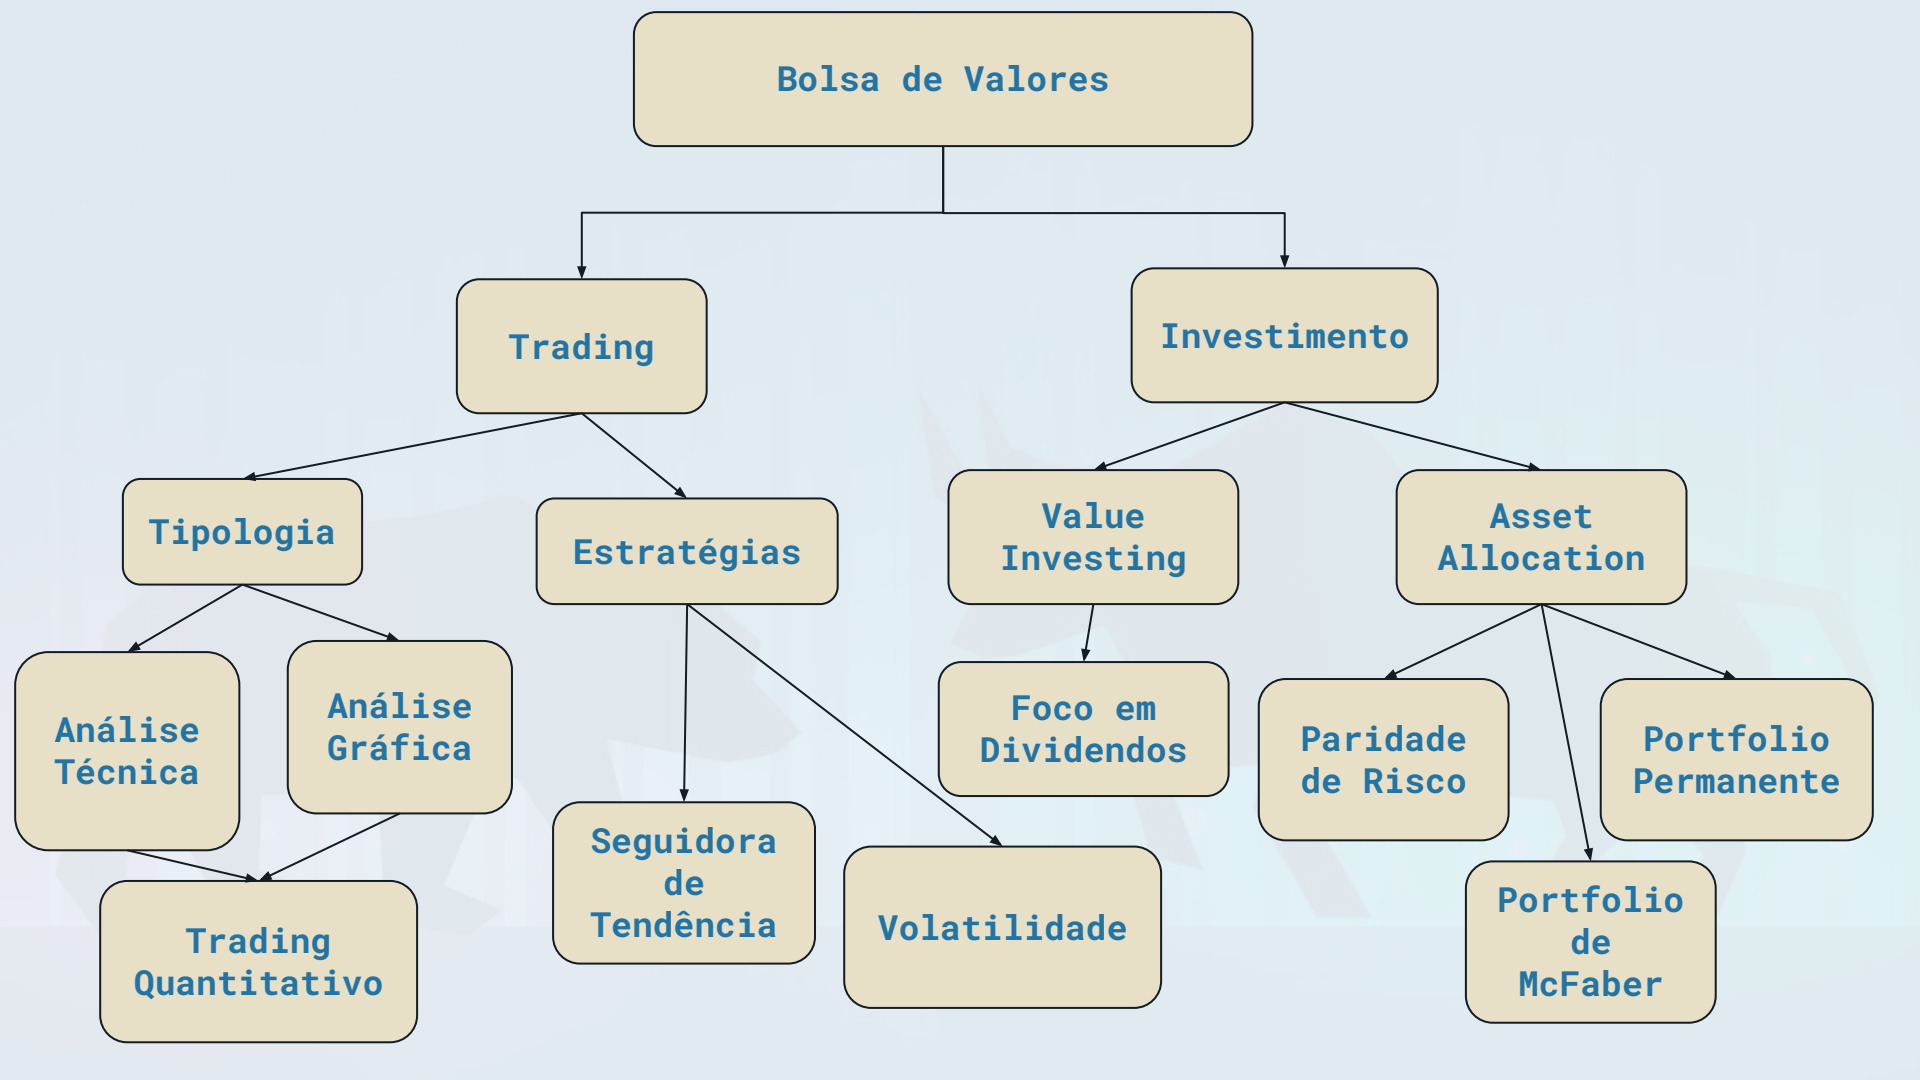 Bolsa de Valores
Trading
Investimento
Tipologia
Estratégias
Value
Investing
Asset
Allocation
Análise
Técnica
Análise
Gráfica
Foco em
Dividendos
Paridade
de Risco
Portfolio
Permanente
Seguidora
de
Tendência
Volatilidade
Trading
Quantitativo
Portfolio
de
McFaber